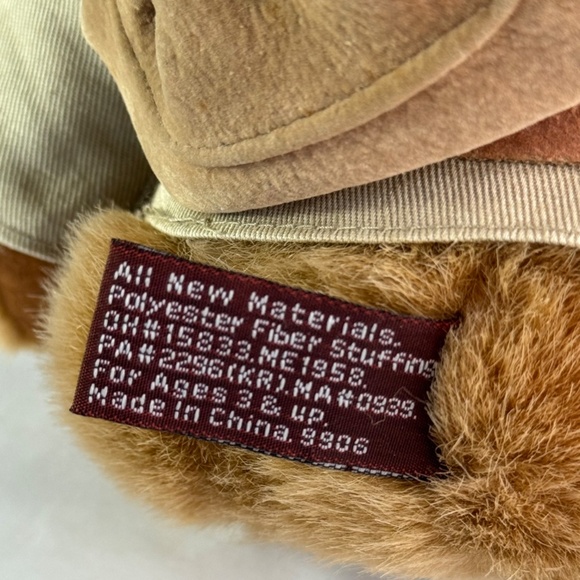 All New Materials,
Polyester Fiber Stuffing
OH#15893.ME1958
PA#2296(KR).MA#0939.
For Ages 3 & up.
Made in China. 9906